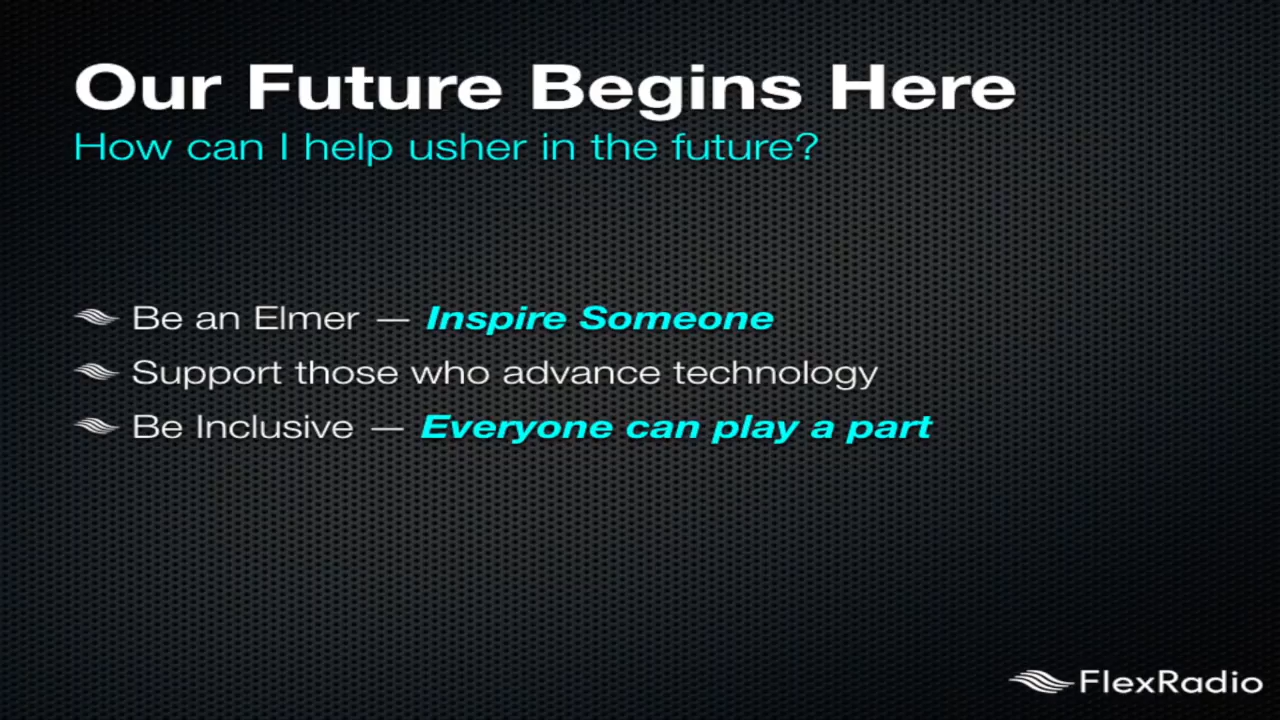 Our Future Begins Here
How can I help usher in the future?
Be an Elmer — Inspire Someone
Support those who advance technology
Be Inclusive — Everyone can play a part
FlexRadio